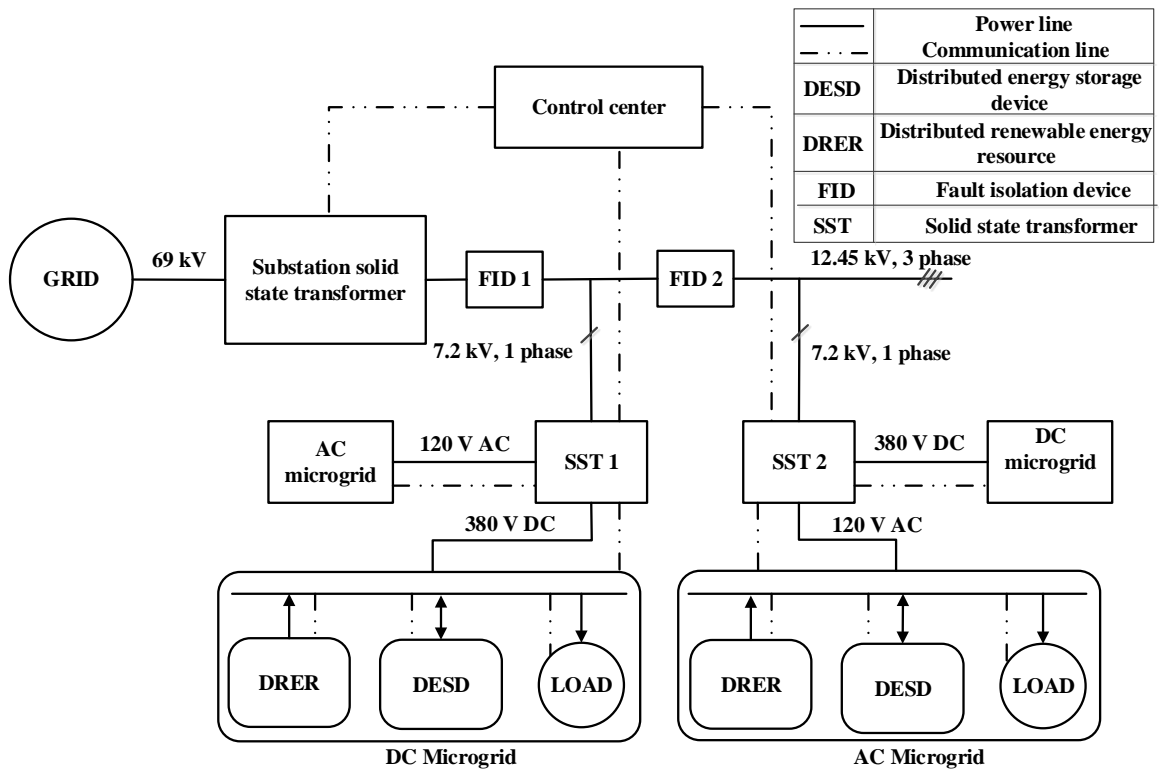 Power line
Communication line
DESD
Distributed energy storage
device
DRER
Distributed renewable energy
resource
FID
Fault isolation device
SST
Solid state transformer
Control center
GRID
69 kV
Substation solid
state transformer
FID 1
FID 2
12.45 kV, 3 phase
7.2 kV, 1 phase
7.2 kV, 1 phase
AC
microgrid
120 V AC
SST 1
SST 2
380 V DC
DC
microgrid
380 V DC
120 V AC
DRER
DESD
LOAD
DRER
DESD
LOAD
DC Microgrid
AC Microgrid